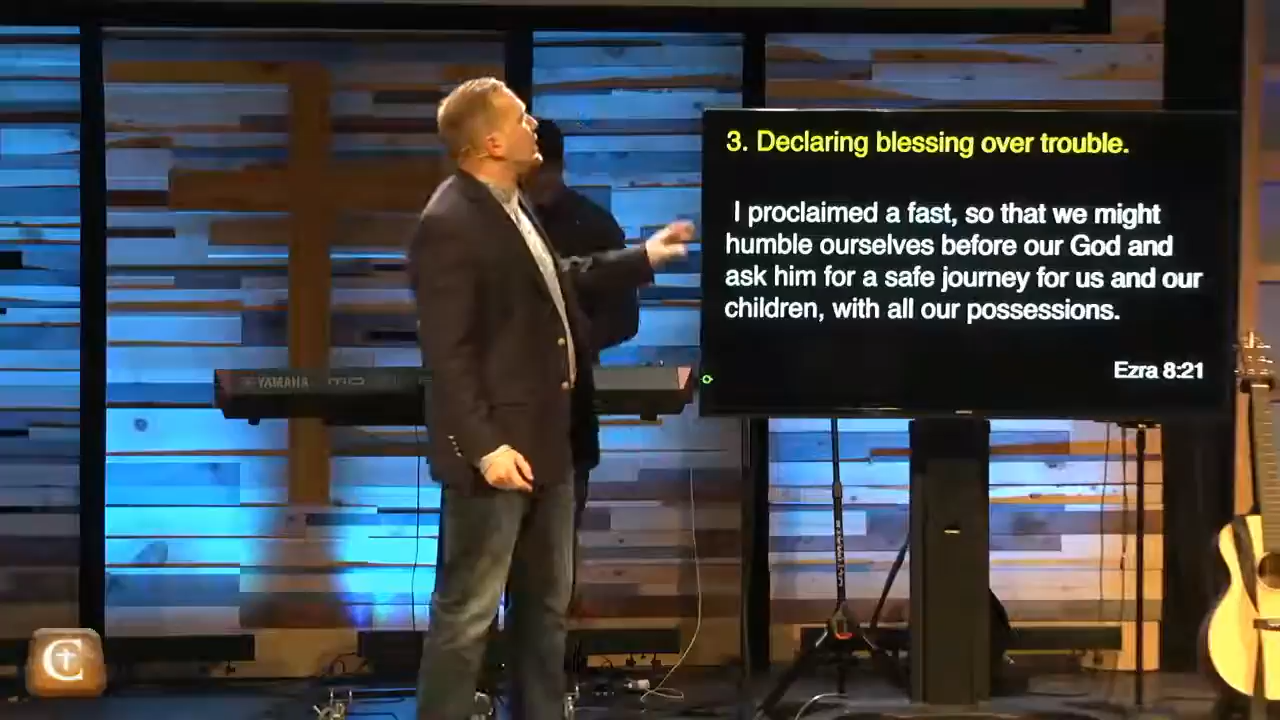 3. Declaring blessing over trouble.
I proclaimed a fast, so that we might
humble ourselves before our God and
ask him for a safe journey for us and our
children, with all our possessions.
Ezra 8:21
YAMAHA
C